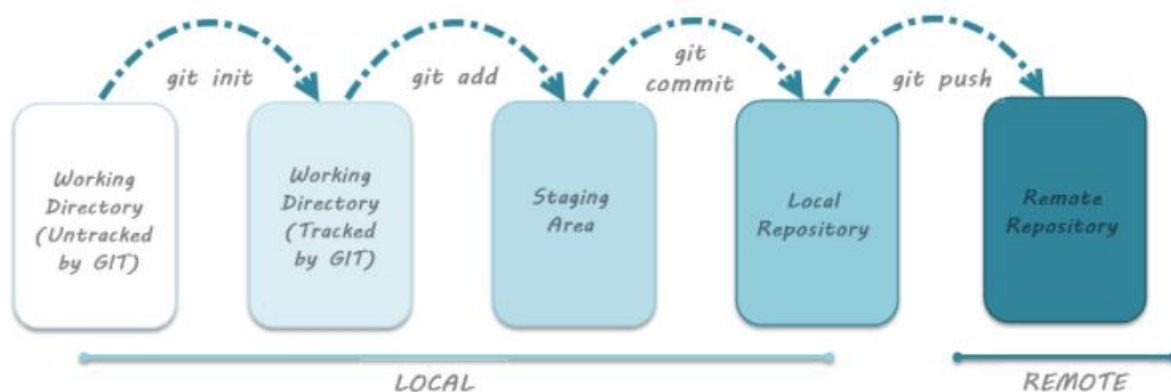 git init
git add
git
commit
git push
Working
Directory
(Untracked
by GIT)
Working
Directory
(Tracked
by GIT)
Staging
Area
Local
Repository
Remote
Repository
LOCAL
REMOTE